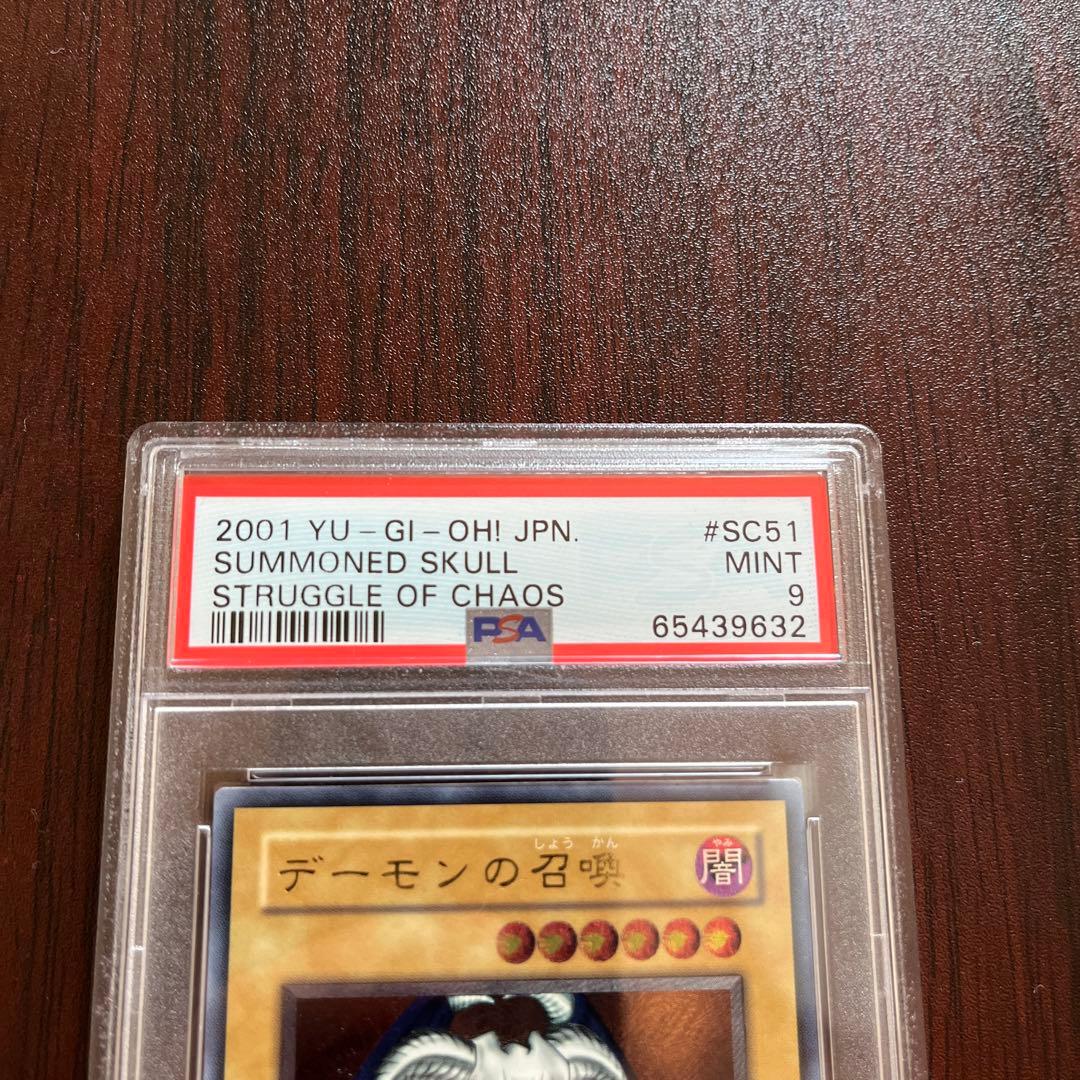 2001 YU-GI-OH! JPN. #SC51
SUMMONED SKULL MINT
STRUGGLE OF CHAOS 9
PSA 65439632
しょう かん
デーモンの召喚
やみ
闇